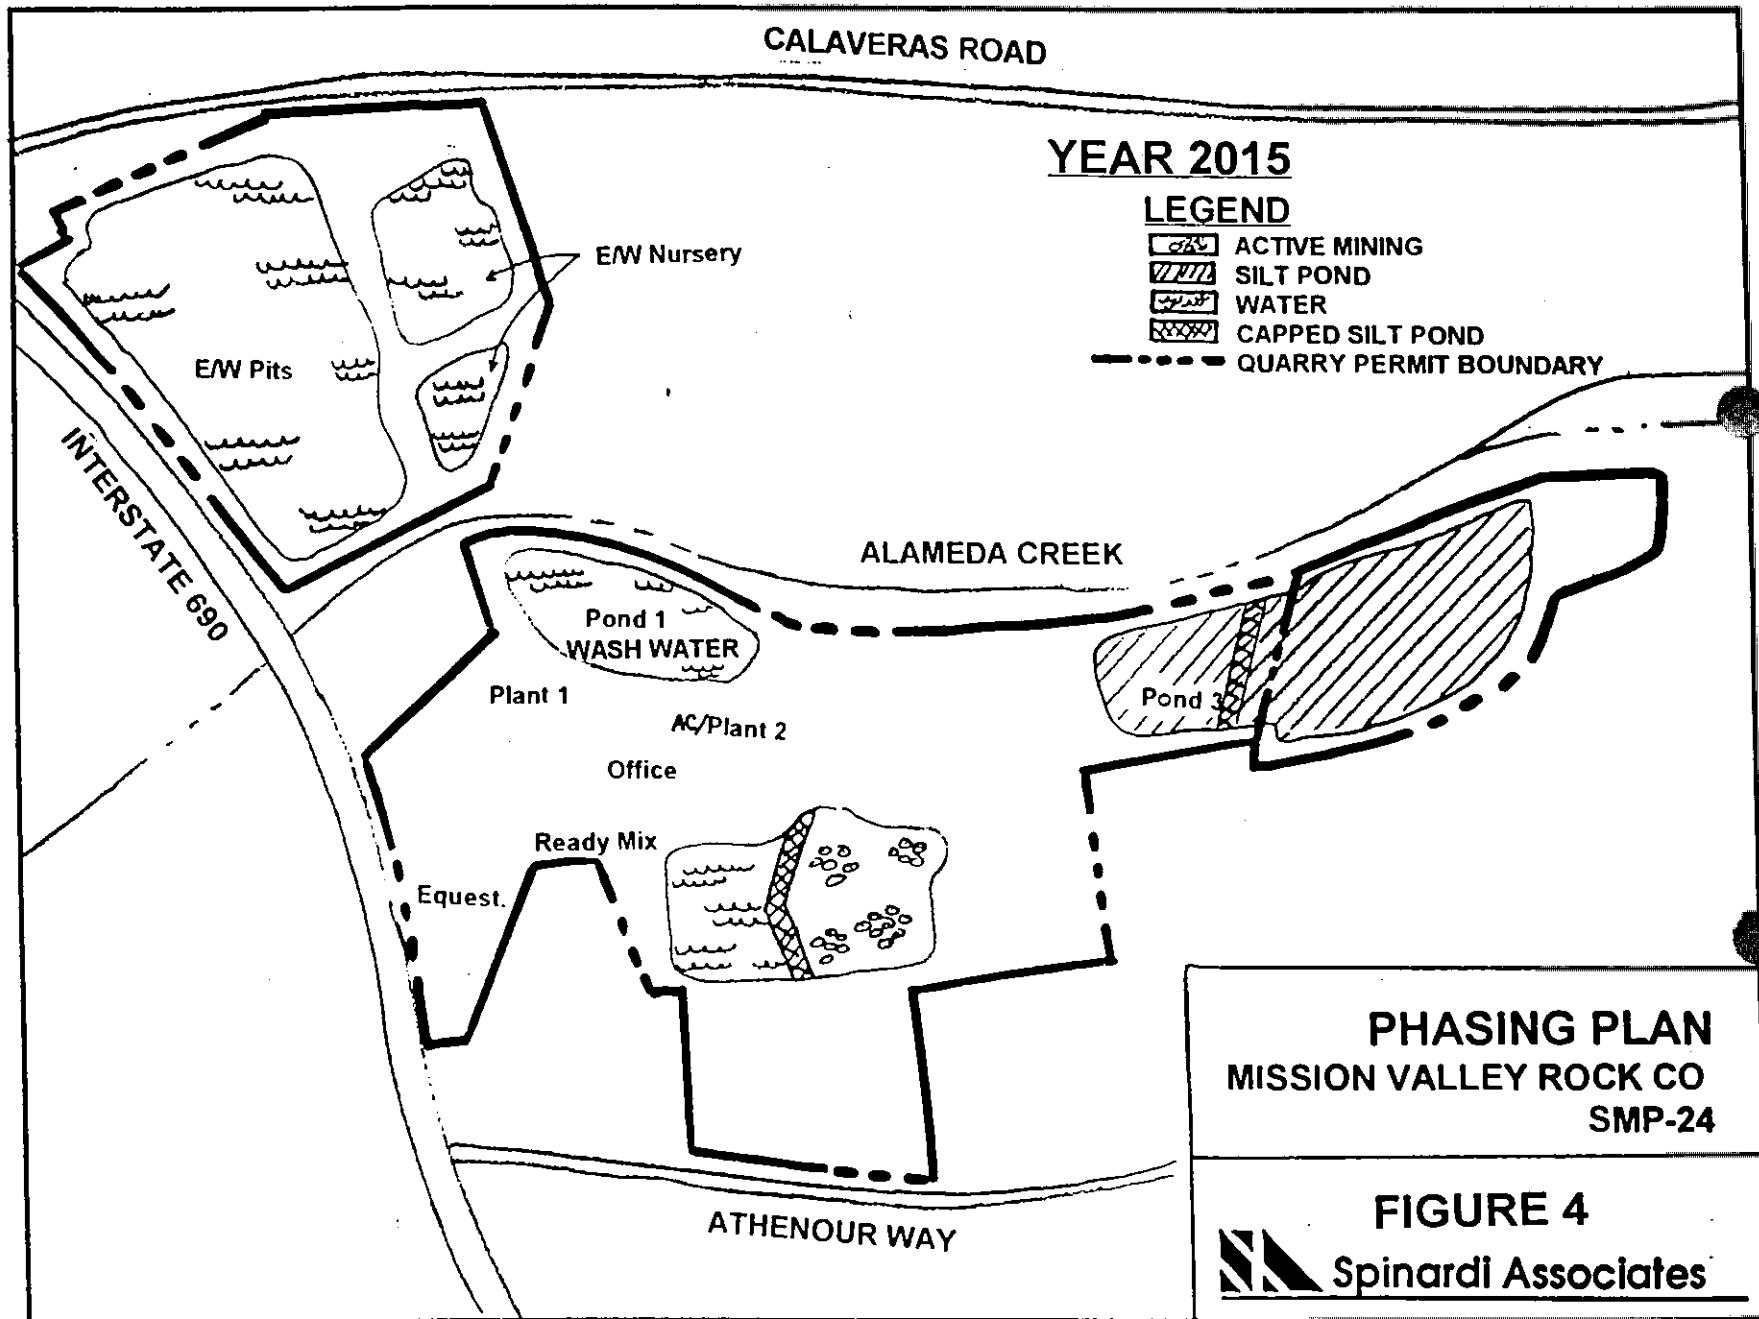 CALAVERAS ROAD
YEAR 2015
LEGEND
ACTIVE MINING
SILT POND
WATER
CAPPED SILT POND
QUARRY PERMIT BOUNDARY
E/W Nursery
E/W Pits
INTERSTATE 690
ALAMEDA CREEK
Pond 1
WASH WATER
Plant 1
AC/Plant 2
Pond 3
Office
Ready Mix
Equest.
ATHENOUR WAY
PHASING PLAN
MISSION VALLEY ROCK CO
SMP-24
FIGURE 4
Spinardi Associates